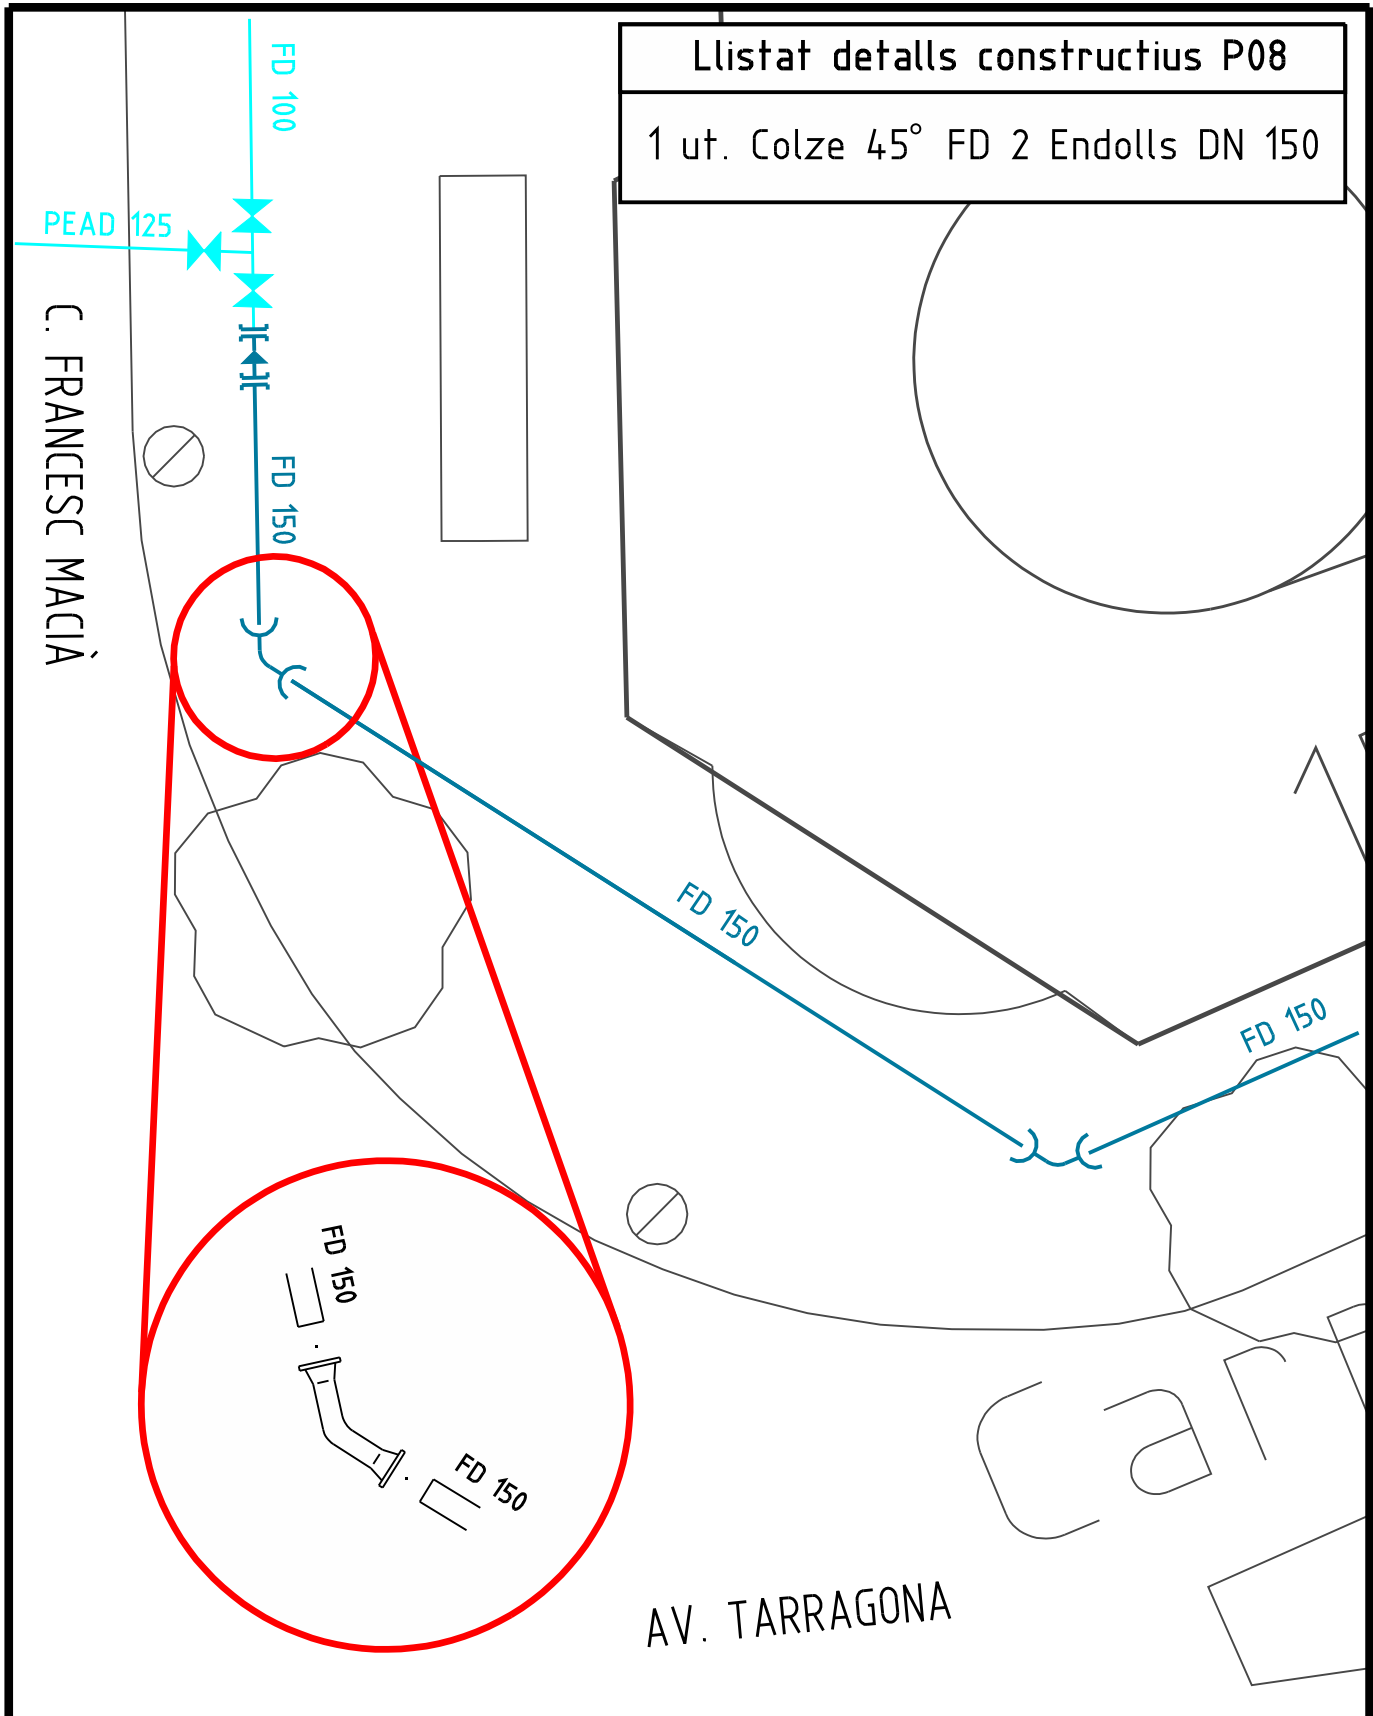 Llistat detalls constructius P08
1 ut. Colze 45° FD 2 Endolls DN 150
FD 100
PEAD 125
C. FRANCESC MACIÀ
FD 150
FD 150
FD 150
FD 150
FD 150
AV. TARRAGONA